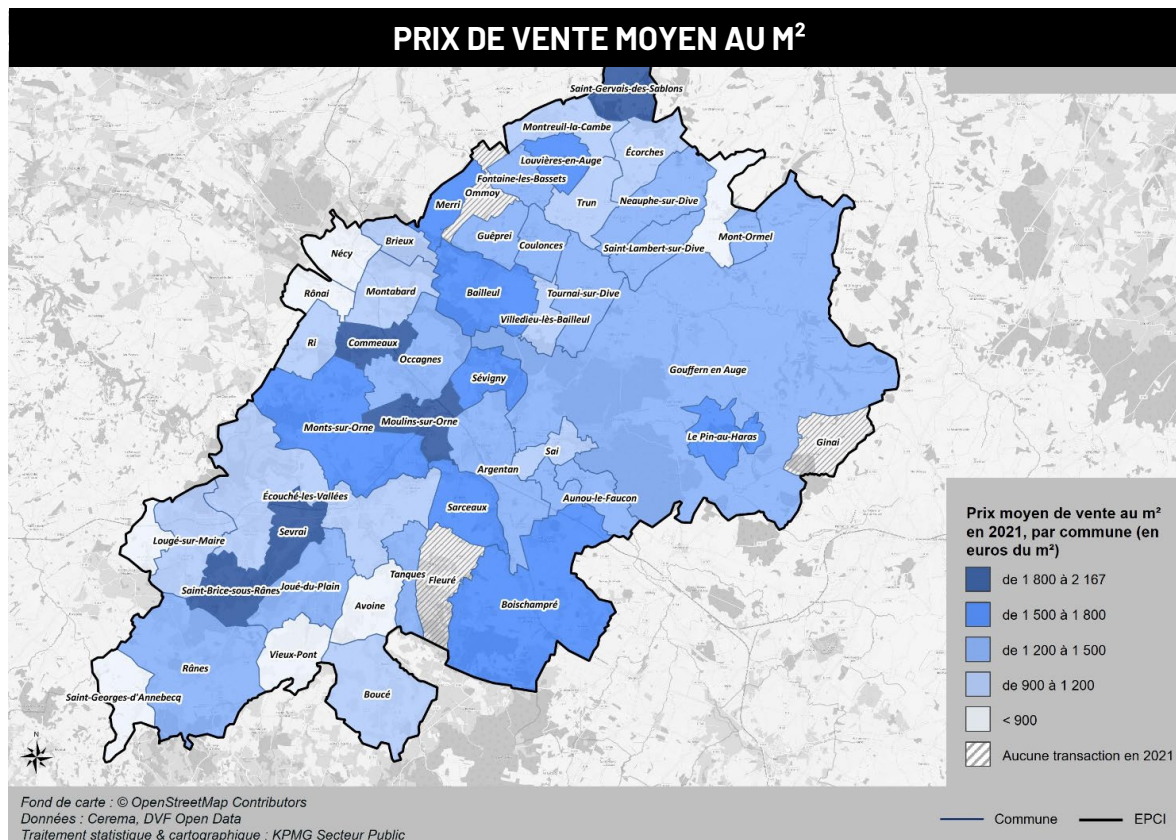 PRIX DE VENTE MOYEN AU M²
Saint-Gervais-des-Sablons
Montreuil-la-Cambe
Écorches
Louvières-en-Auge
Fontaine-les-Bassets
Ommoy
Merri
Trun
Neauphe-sur-Dive
Guêprei
Coulonces
Saint-Lambert-sur-Dive
Mont-Ormel
Brieux
Nécy
Montabard
Rônai
Bailleul
Tournai-sur-Dive
Villedieu-lès-Bailleul
Ri
Commeaux
Occagnes
Sévigny
Gouffern en Auge
Monts-sur-Orne
Moulins-sur-Orne
Le Pin-au-Haras
Ginai
Sai
Argentan
Écouché-les-Vallées
Aunou-le-Faucon
Sarceaux
Sevrai
Lougé-sur-Maire
Saint-Brice-sous-Rânes
Joué-du-Plain
Tanques
Fleuré
Avoine
Boischampré
Vieux-Pont
Rânes
Boucé
Saint-Georges-d'Annebecq
N
Prix moyen de vente au m²
en 2021, par commune (en
euros du m²)
de 1 800 à 2 167
de 1 500 à 1 800
de 1 200 à 1 500
de 900 à 1 200
< 900
Aucune transaction en 2021
Fond de carte : © OpenStreetMap Contributors
Données : Cerema, DVF Open Data
Traitement statistique & cartographique : KPMG Secteur Public
Commune
EPCI